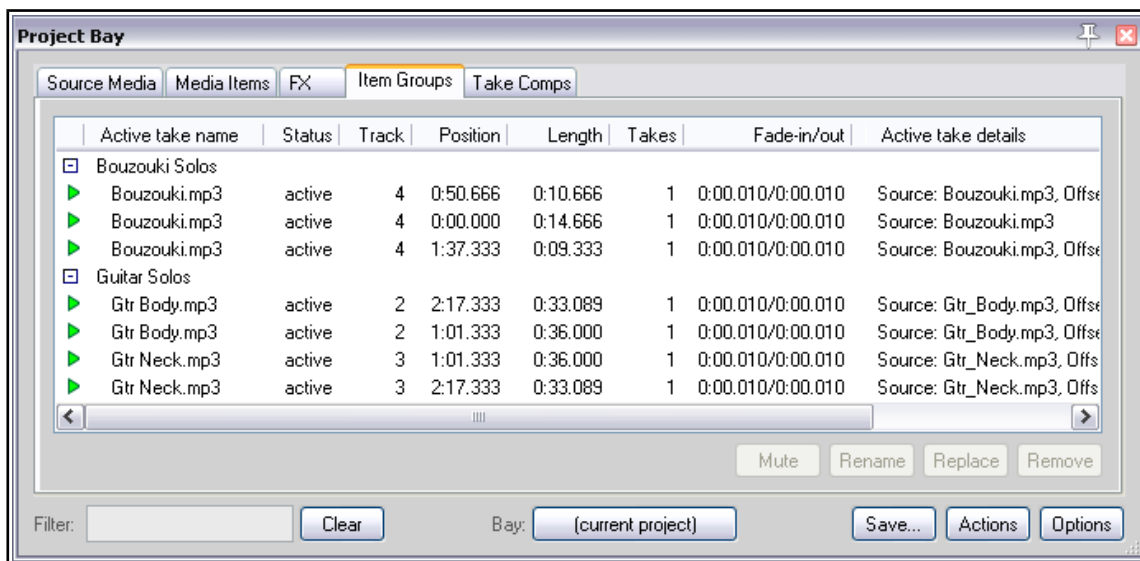 Project Bay
Source Media Media Items FX Item Groups Take Comps
Active take name Status Track Position Length Takes Fade-in/out Active take details
Bouzouki Solos
Bouzouki.mp3 active 4 0:50.666 0:10.666 1 0:00.010/0:00.010 Source: Bouzouki.mp3, Offse
Bouzouki.mp3 active 4 0:00.000 0:14.666 1 0:00.010/0:00.010 Source: Bouzouki.mp3
Bouzouki.mp3 active 4 1:37.333 0:09.333 1 0:00.010/0:00.010 Source: Bouzouki.mp3, Offse
Guitar Solos
Gtr Body.mp3 active 2 2:17.333 0:33.089 1 0:00.010/0:00.010 Source: Gtr_Body.mp3, Offse
Gtr Body.mp3 active 2 1:01.333 0:36.000 1 0:00.010/0:00.010 Source: Gtr_Body.mp3, Offse
Gtr Neck.mp3 active 3 1:01.333 0:36.000 1 0:00.010/0:00.010 Source: Gtr_Neck.mp3, Offs
Gtr Neck.mp3 active 3 2:17.333 0:33.089 1 0:00.010/0:00.010 Source: Gtr_Neck.mp3, Offs
Mute Rename Replace Remove
Filter: Clear Bay: (current project) Save... Actions Options